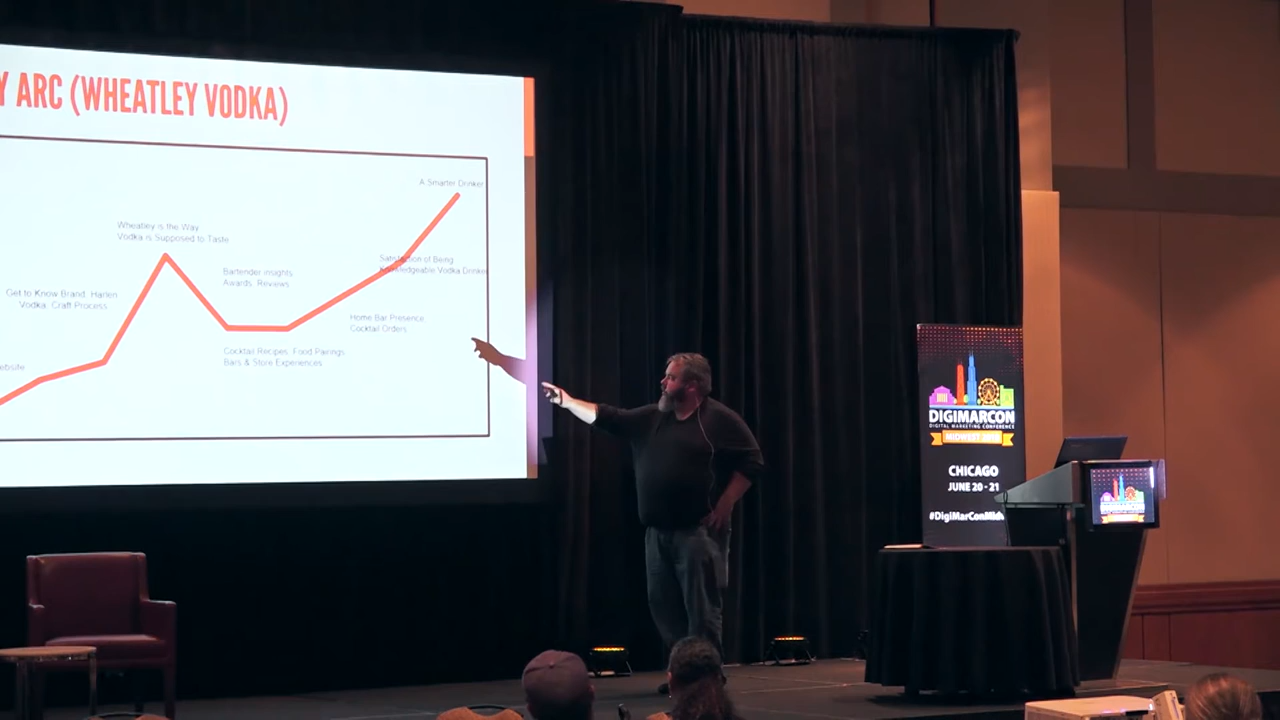 Y ARC (WHEATLEY VODKA)
A Smarter Drinker
Wheatley is the Way
Vodka is Supposed to Taste
Satisfaction of Being
Knowledgeable Vodka Drinker
Bartender insights
Awards, Reviews
Get to Know Brand, Harlen
Vodka, Craft Process
Home Bar Presence,
Cocktail Orders
Cocktail Recipes, Food Pairings,
Bars & Store Experiences
ebsite
DIGIMARCON
DIGITAL MARKETING CONFERENCE
MIDWEST
CHICAGO
JUNE 20 - 21
#DigiMarConMidw